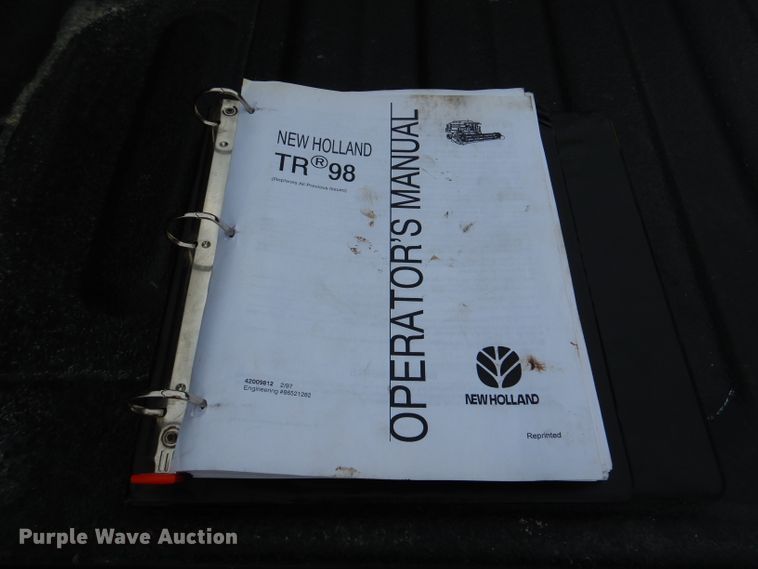 NEW HOLLAND
TR®98
(Replaces All Previous Issues)
OPERATOR'S MANUAL
42009812 2/97
Engineering #86521280
NEW HOLLAND
Reprinted
Purple Wave Auction